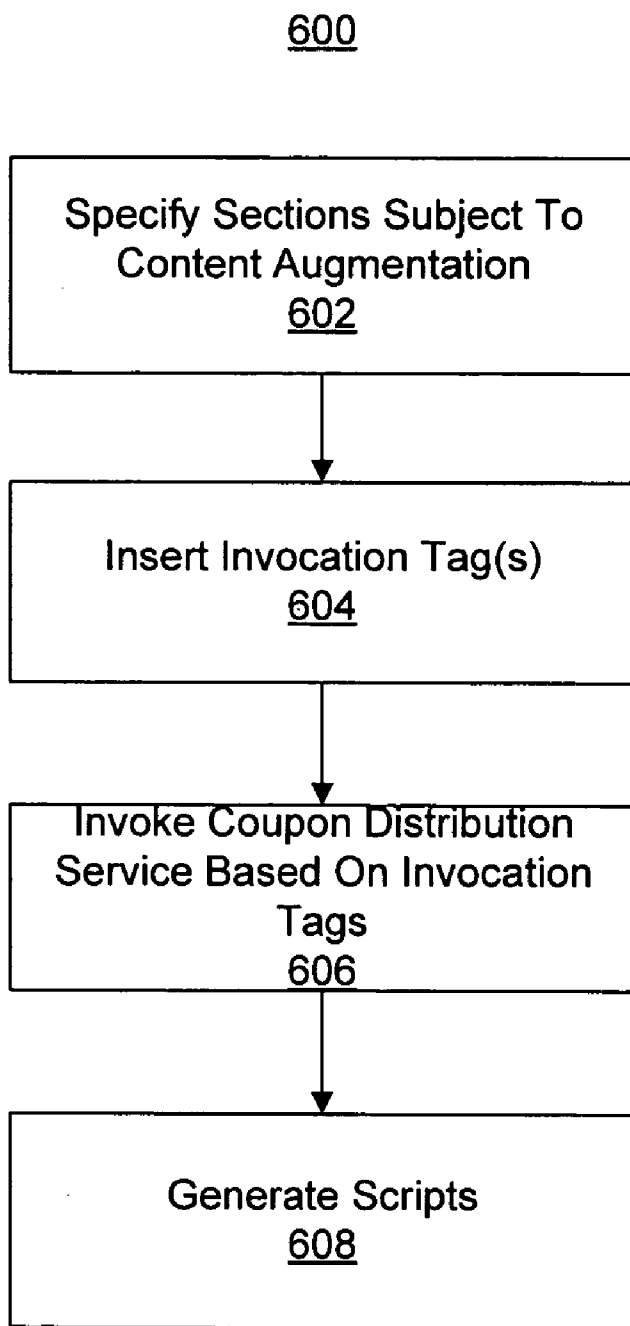 600
Specify Sections Subject To
Content Augmentation
602
Insert Invocation Tag(s)
604
Invoke Coupon Distribution
Service Based On Invocation
Tags
606
Generate Scripts
608